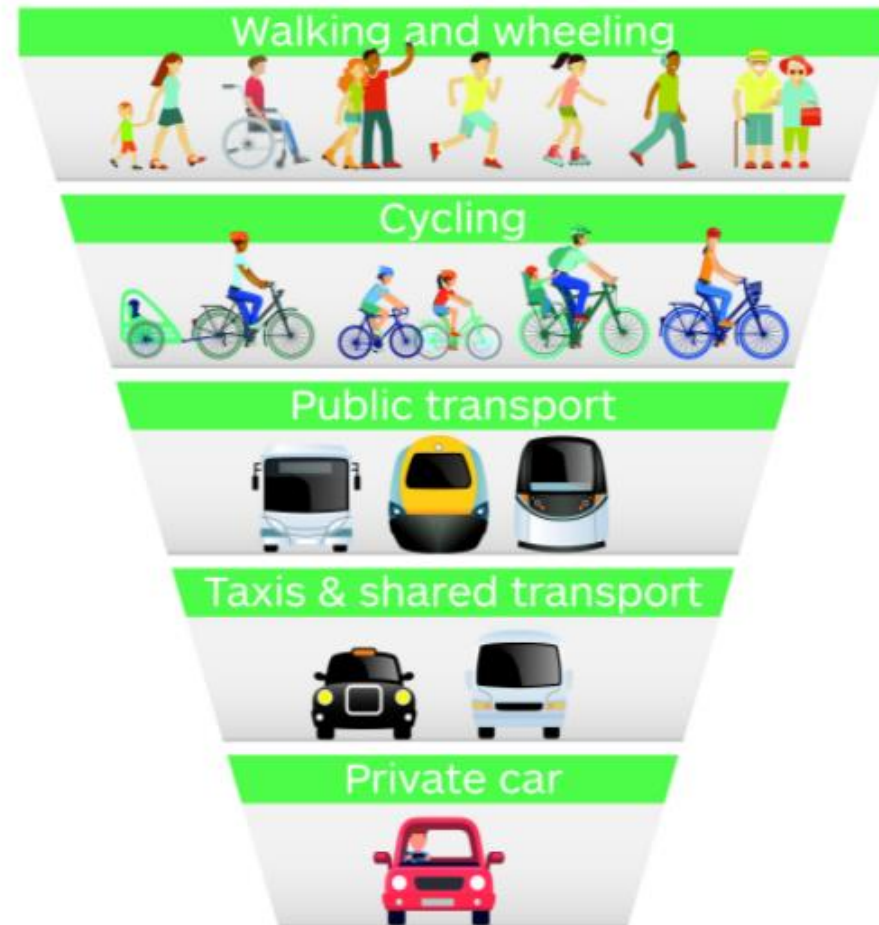 Walking and wheeling
Cycling
Public transport
Taxis & shared transport
Private car